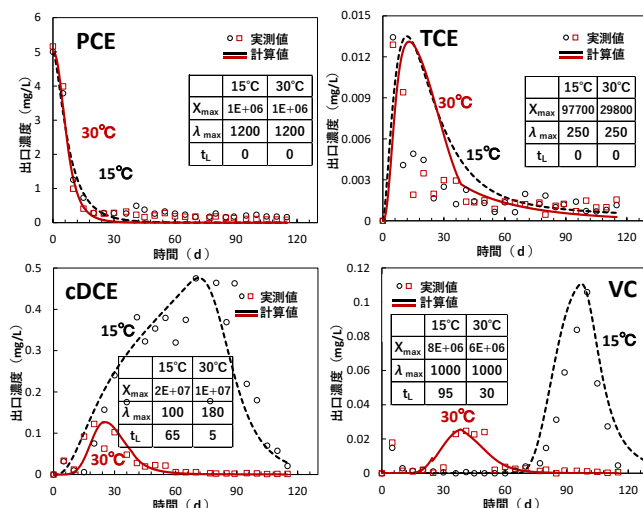 PCE
実測値
計算値
15℃ 30℃
Xmax 1E+06 1E+06
λ max 1200 1200
tL 0 0
30℃
15℃
6
5
4
3
2
1
0
0 30 60 90 120
出口濃度 (mg/L)
時間 (d)
TCE
実測値
計算値
15℃ 30℃
Xmax 97700 29800
λ max 250 250
tL 0 0
30℃
15℃
0.015
0.012
0.009
0.006
0.003
0
0 30 60 90 120
出口濃度 (mg/L)
時間 (d)
cDCE
実測値
計算値
15℃
15℃ 30℃
Xmax 2E+07 1E+07
λ max 100 180
tL 65 5
30℃
0.5
0.4
0.3
0.2
0.1
0
0 30 60 90 120
出口濃度 (mg/L)
時間 (d)
VC
実測値
計算値
15℃ 30℃
Xmax 8E+06 6E+06
λ max 1000 1000
tL 95 30
15℃
30℃
0.12
0.1
0.08
0.06
0.04
0.02
0
0 30 60 90 120
出口濃度 (mg/L)
時間 (d)